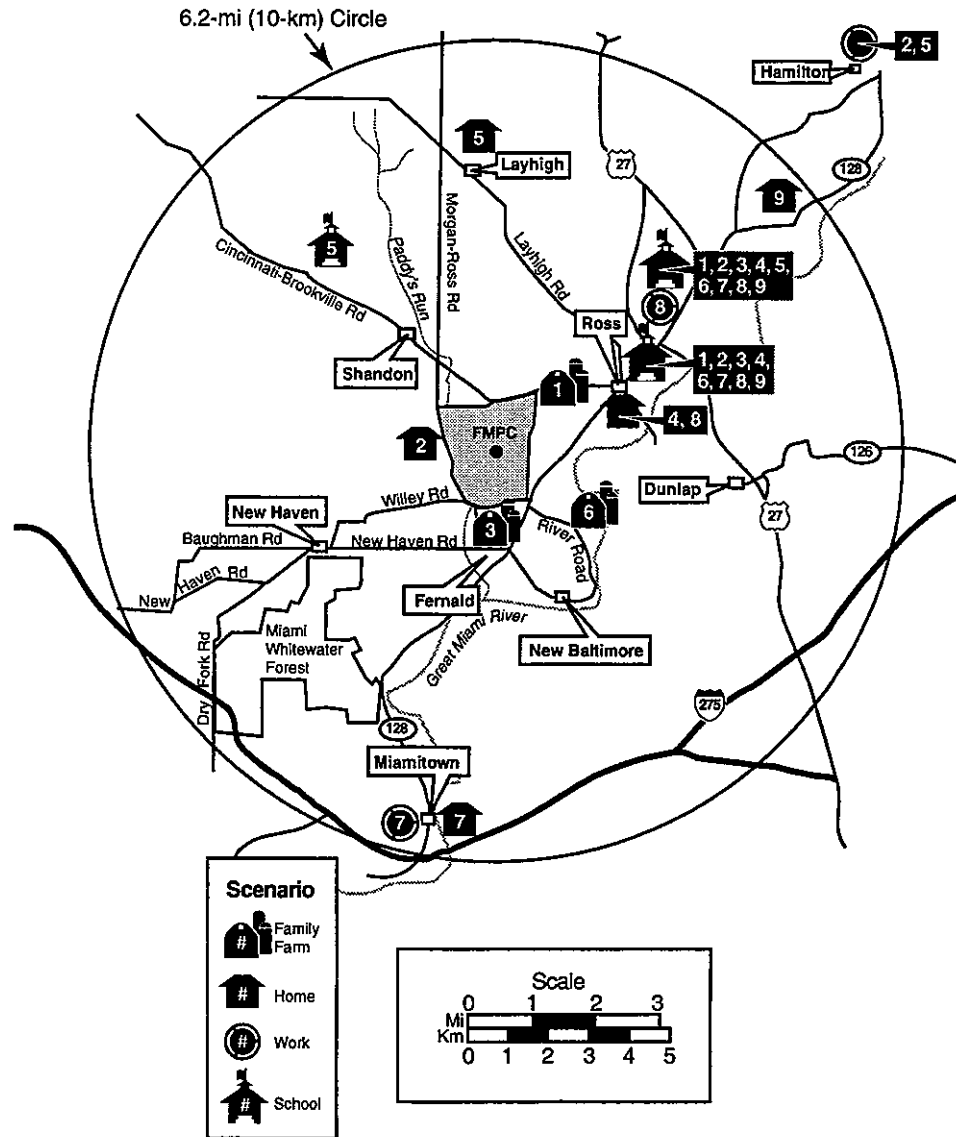 6.2-mi (10-km) Circle
2, 5
Hamilton
5
Layhigh
27
128
9
5
Morgan-Ross Rd
Paddy's Run
Cincinnati-Brookville Rd
Layhigh Rd
1, 2, 3, 4, 5,
6, 7, 8, 9
8
Ross
Shandon
1, 2, 3, 4,
6, 7, 8, 9
1
4, 8
FMPC
2
126
Dunlap
Willey Rd
New Haven
3
6
27
Baughman Rd
New Haven Rd
River Road
New Haven Rd
Fernald
Great Miami River
New Baltimore
Miami
Whitewater
Forest
Dry Fork Rd
275
128
Miamitown
7
7
Scenario
# Family
Farm
# Home
# Work
# School
Scale
0 1 2 3
Mi
Km
0 1 2 3 4 5